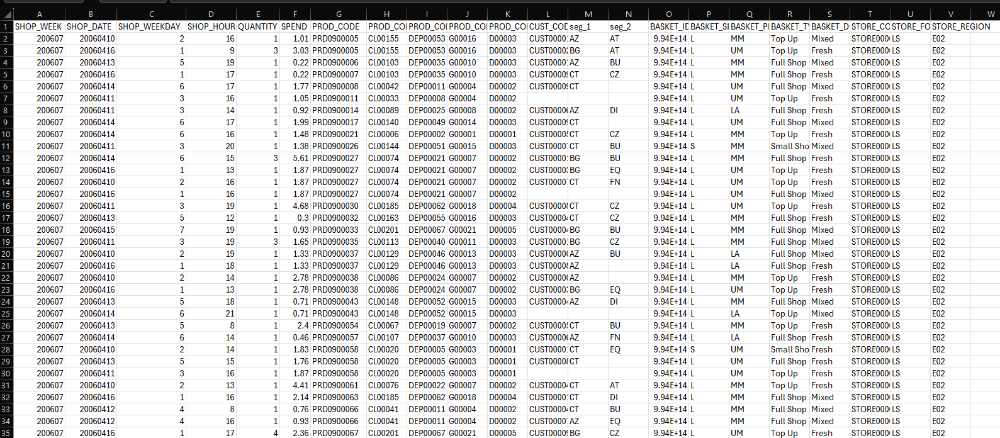 A B C D E F G H I J K L M N O P Q R S T U V W
1 SHOP_WEEK SHOP_DATE SHOP_WEEKDAY SHOP_HOUR QUANTITY SPEND PROD_CODE PROD_CO PROD_CO PROD_CO PROD_CO CUST_COD seg_1 seg_2 BASKET_ID BASKET_SI BASKET_PI BASKET_TY BASKET_D STORE_CO STORE_FO STORE_REGION
2 200607 20060410 2 16 1 1.01 PRD0900005 CL00155 DEP00053 G00016 D00003 CUST0000 AZ AT 9.94E+14 L MM Top Up Mixed STORE000 LS E02
3 200607 20060416 1 9 3 3.03 PRD0900005 CL00155 DEP00053 G00016 D00003 CUST0000 BG AT 9.94E+14 L UM Top Up Fresh STORE000 LS E02
4 200607 20060413 5 19 1 0.22 PRD0900006 CL00103 DEP00035 G00010 D00003 CUST0000 AZ BU 9.94E+14 L MM Full Shop Mixed STORE000 LS E02
5 200607 20060416 1 17 1 0.22 PRD0900007 CL00103 DEP00035 G00010 D00003 CUST0000 CT CZ 9.94E+14 L MM Full Shop Fresh STORE000 LS E02
6 200607 20060414 6 17 1 1.77 PRD0900008 CL00042 DEP00011 G00004 D00002 CUST0000 CT 9.94E+14 L UM Full Shop Mixed STORE000 LS E02
7 200607 20060411 3 16 1 1.05 PRD0900011 CL00033 DEP00008 G00004 D00002 9.94E+14 L UM Top Up Fresh STORE000 LS E02
8 200607 20060411 3 14 1 0.92 PRD0900014 CL00089 DEP00025 G00008 D00002 CUST0000 AZ DI 9.94E+14 L LA Full Shop Fresh STORE000 LS E02
9 200607 20060414 6 17 1 1.99 PRD0900017 CL00140 DEP00049 G00014 D00003 CUST0000 CT 9.94E+14 L UM Full Shop Mixed STORE000 LS E02
10 200607 20060414 6 16 1 1.48 PRD0900021 CL00006 DEP00002 G00001 D00001 CUST0000 CT CZ 9.94E+14 L MM Top Up Fresh STORE000 LS E02
11 200607 20060411 3 20 1 1.38 PRD0900026 CL00144 DEP00051 G00015 D00003 CUST0000 CT BU 9.94E+14 S MM Small Sho Mixed STORE000 LS E02
12 200607 20060414 6 15 3 5.61 PRD0900027 CL00074 DEP00021 G00007 D00002 CUST0000 BG BU 9.94E+14 L MM Full Shop Fresh STORE000 LS E02
13 200607 20060416 1 13 1 1.87 PRD0900027 CL00074 DEP00021 G00007 D00002 CUST0000 BG EQ 9.94E+14 L UM Top Up Fresh STORE000 LS E02
14 200607 20060410 2 16 1 1.87 PRD0900027 CL00074 DEP00021 G00007 D00002 CUST0000 CT FN 9.94E+14 L UM Top Up Fresh STORE000 LS E02
15 200607 20060416 1 16 1 1.87 PRD0900027 CL00074 DEP00021 G00007 D00002 9.94E+14 L UM Full Shop Mixed STORE000 LS E02
16 200607 20060411 3 19 1 4.68 PRD0900030 CL00185 DEP00062 G00018 D00004 CUST0000 CT CZ 9.94E+14 L UM Top Up Fresh STORE000 LS E02
17 200607 20060413 5 12 1 0.3 PRD0900032 CL00163 DEP00055 G00016 D00003 CUST0000 CT CZ 9.94E+14 L MM Full Shop Fresh STORE000 LS E02
18 200607 20060415 7 19 1 0.93 PRD0900033 CL00201 DEP00067 G00021 D00005 CUST0000 BG BU 9.94E+14 L MM Full Shop Mixed STORE000 LS E02
19 200607 20060411 3 19 3 1.65 PRD0900035 CL00113 DEP00040 G00011 D00003 CUST0000 BG CZ 9.94E+14 L MM Full Shop Mixed STORE000 LS E02
20 200607 20060410 2 19 1 1.33 PRD0900037 CL00129 DEP00046 G00013 D00003 CUST0000 AZ BU 9.94E+14 L LA Full Shop Mixed STORE000 LS E02
21 200607 20060416 1 18 1 1.33 PRD0900037 CL00129 DEP00046 G00013 D00003 CUST0000 AZ 9.94E+14 L LA Full Shop Fresh STORE000 LS E02
22 200607 20060410 2 14 1 2.78 PRD0900038 CL00086 DEP00024 G00007 D00002 CUST0000 AZ 9.94E+14 L MM Top Up Fresh STORE000 LS E02
23 200607 20060416 1 13 1 2.78 PRD0900038 CL00086 DEP00024 G00007 D00002 CUST0000 BG EQ 9.94E+14 L UM Top Up Fresh STORE000 LS E02
24 200607 20060413 5 18 1 0.71 PRD0900043 CL00148 DEP00052 G00015 D00003 CUST0000 AZ DI 9.94E+14 L MM Full Shop Mixed STORE000 LS E02
25 200607 20060414 6 21 1 0.71 PRD0900043 CL00148 DEP00052 G00015 D00003 9.94E+14 L LA Top Up Mixed STORE000 LS E02
26 200607 20060413 5 8 1 2.4 PRD0900054 CL00067 DEP00019 G00007 D00002 CUST0000 CT BU 9.94E+14 L MM Top Up Fresh STORE000 LS E02
27 200607 20060414 6 14 1 0.46 PRD0900057 CL00107 DEP00037 G00010 D00003 CUST0000 AZ FN 9.94E+14 L LA Full Shop Fresh STORE000 LS E02
28 200607 20060410 2 14 1 1.83 PRD0900058 CL00020 DEP00005 G00003 D00001 CUST0000 CT EQ 9.94E+14 S UM Small Sho Fresh STORE000 LS E02
29 200607 20060413 5 15 1 1.76 PRD0900058 CL00020 DEP00005 G00003 D00001 CUST0000 CT 9.94E+14 L UM Full Shop Fresh STORE000 LS E02
30 200607 20060411 3 16 1 1.87 PRD0900058 CL00020 DEP00005 G00003 D00001 9.94E+14 L UM Top Up Fresh STORE000 LS E02
31 200607 20060410 2 13 1 4.41 PRD0900061 CL00076 DEP00022 G00007 D00002 CUST0000 CT AT 9.94E+14 L MM Top Up Fresh STORE000 LS E02
32 200607 20060416 1 16 1 2.14 PRD0900063 CL00185 DEP00062 G00018 D00004 CUST0000 CT DI 9.94E+14 L MM Full Shop Mixed STORE000 LS E02
33 200607 20060412 4 8 1 0.76 PRD0900066 CL00041 DEP00011 G00004 D00002 CUST0000 CT BU 9.94E+14 L MM Full Shop Mixed STORE000 LS E02
34 200607 20060412 4 16 1 0.93 PRD0900066 CL00041 DEP00011 G00004 D00002 CUST0000 AZ EQ 9.94E+14 L MM Full Shop Mixed STORE000 LS E02
35 200607 20060416 1 17 4 2.36 PRD0900067 CL00201 DEP00067 G00021 D00005 CUST0000 BG CZ 9.94E+14 L UM Top Up Fresh STORE000 LS E02